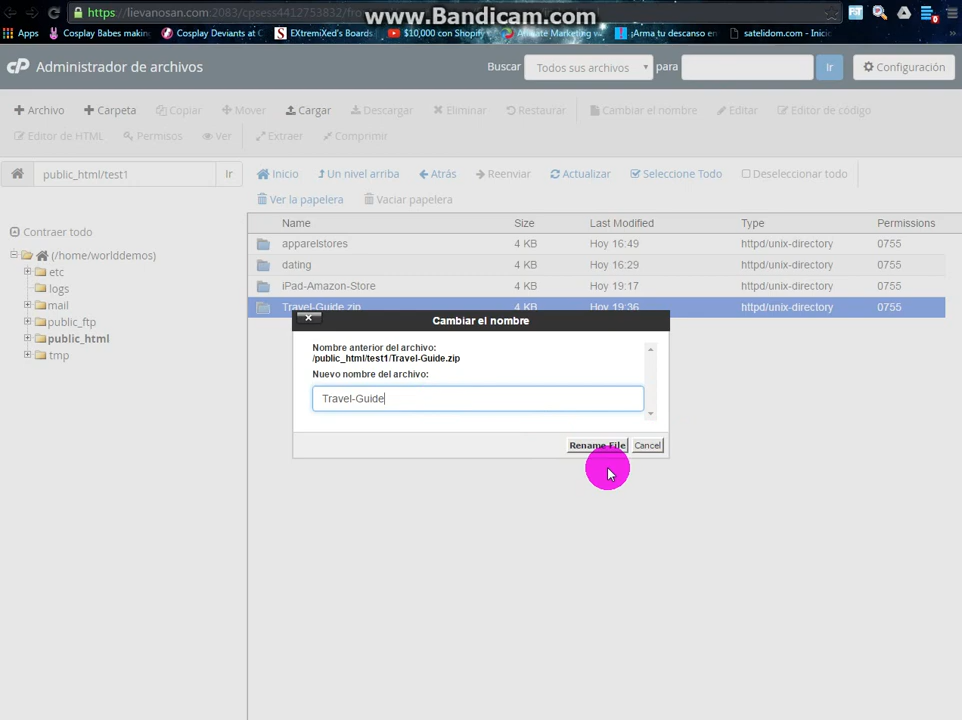 https://lievanosan.com:2083/cpsess4412753832/fro
www.Bandicam.com
Apps Cosplay Babes making Cosplay Deviants at C EXtremiXed's Boards $10,000 con Shopify Affiliate Marketing va ¡Arma tu descanso en satelidom.com - Inicio
cP Administrador de archivos
Buscar Todos sus archivos para Ir Configuración
Archivo Carpeta Copiar Mover Cargar Descargar Eliminar Restaurar Cambiar el nombre Editar Editor de código
Editor de HTML Permisos Ver Extraer Comprimir
public_html/test1 Ir Inicio Un nivel arriba Atrás Reenviar Actualizar Seleccione Todo Deseleccionar todo
Ver la papelera Vaciar papelera
Contraer todo
(/home/worlddemos)
etc
logs
mail
public_ftp
public_html
tmp
Name Size Last Modified Type Permissions
apparelstores 4 KB Hoy 16:49 httpd/unix-directory 0755
dating 4 KB Hoy 16:29 httpd/unix-directory 0755
iPad-Amazon-Store 4 KB Hoy 19:17 httpd/unix-directory 0755
Travel-Guide.zip 4 KB Hoy 19:36 httpd/unix-directory 0755
Cambiar el nombre
Nombre anterior del archivo:
/public_html/test1/Travel-Guide.zip
Nuevo nombre del archivo:
Travel-Guide
Rename File Cancel